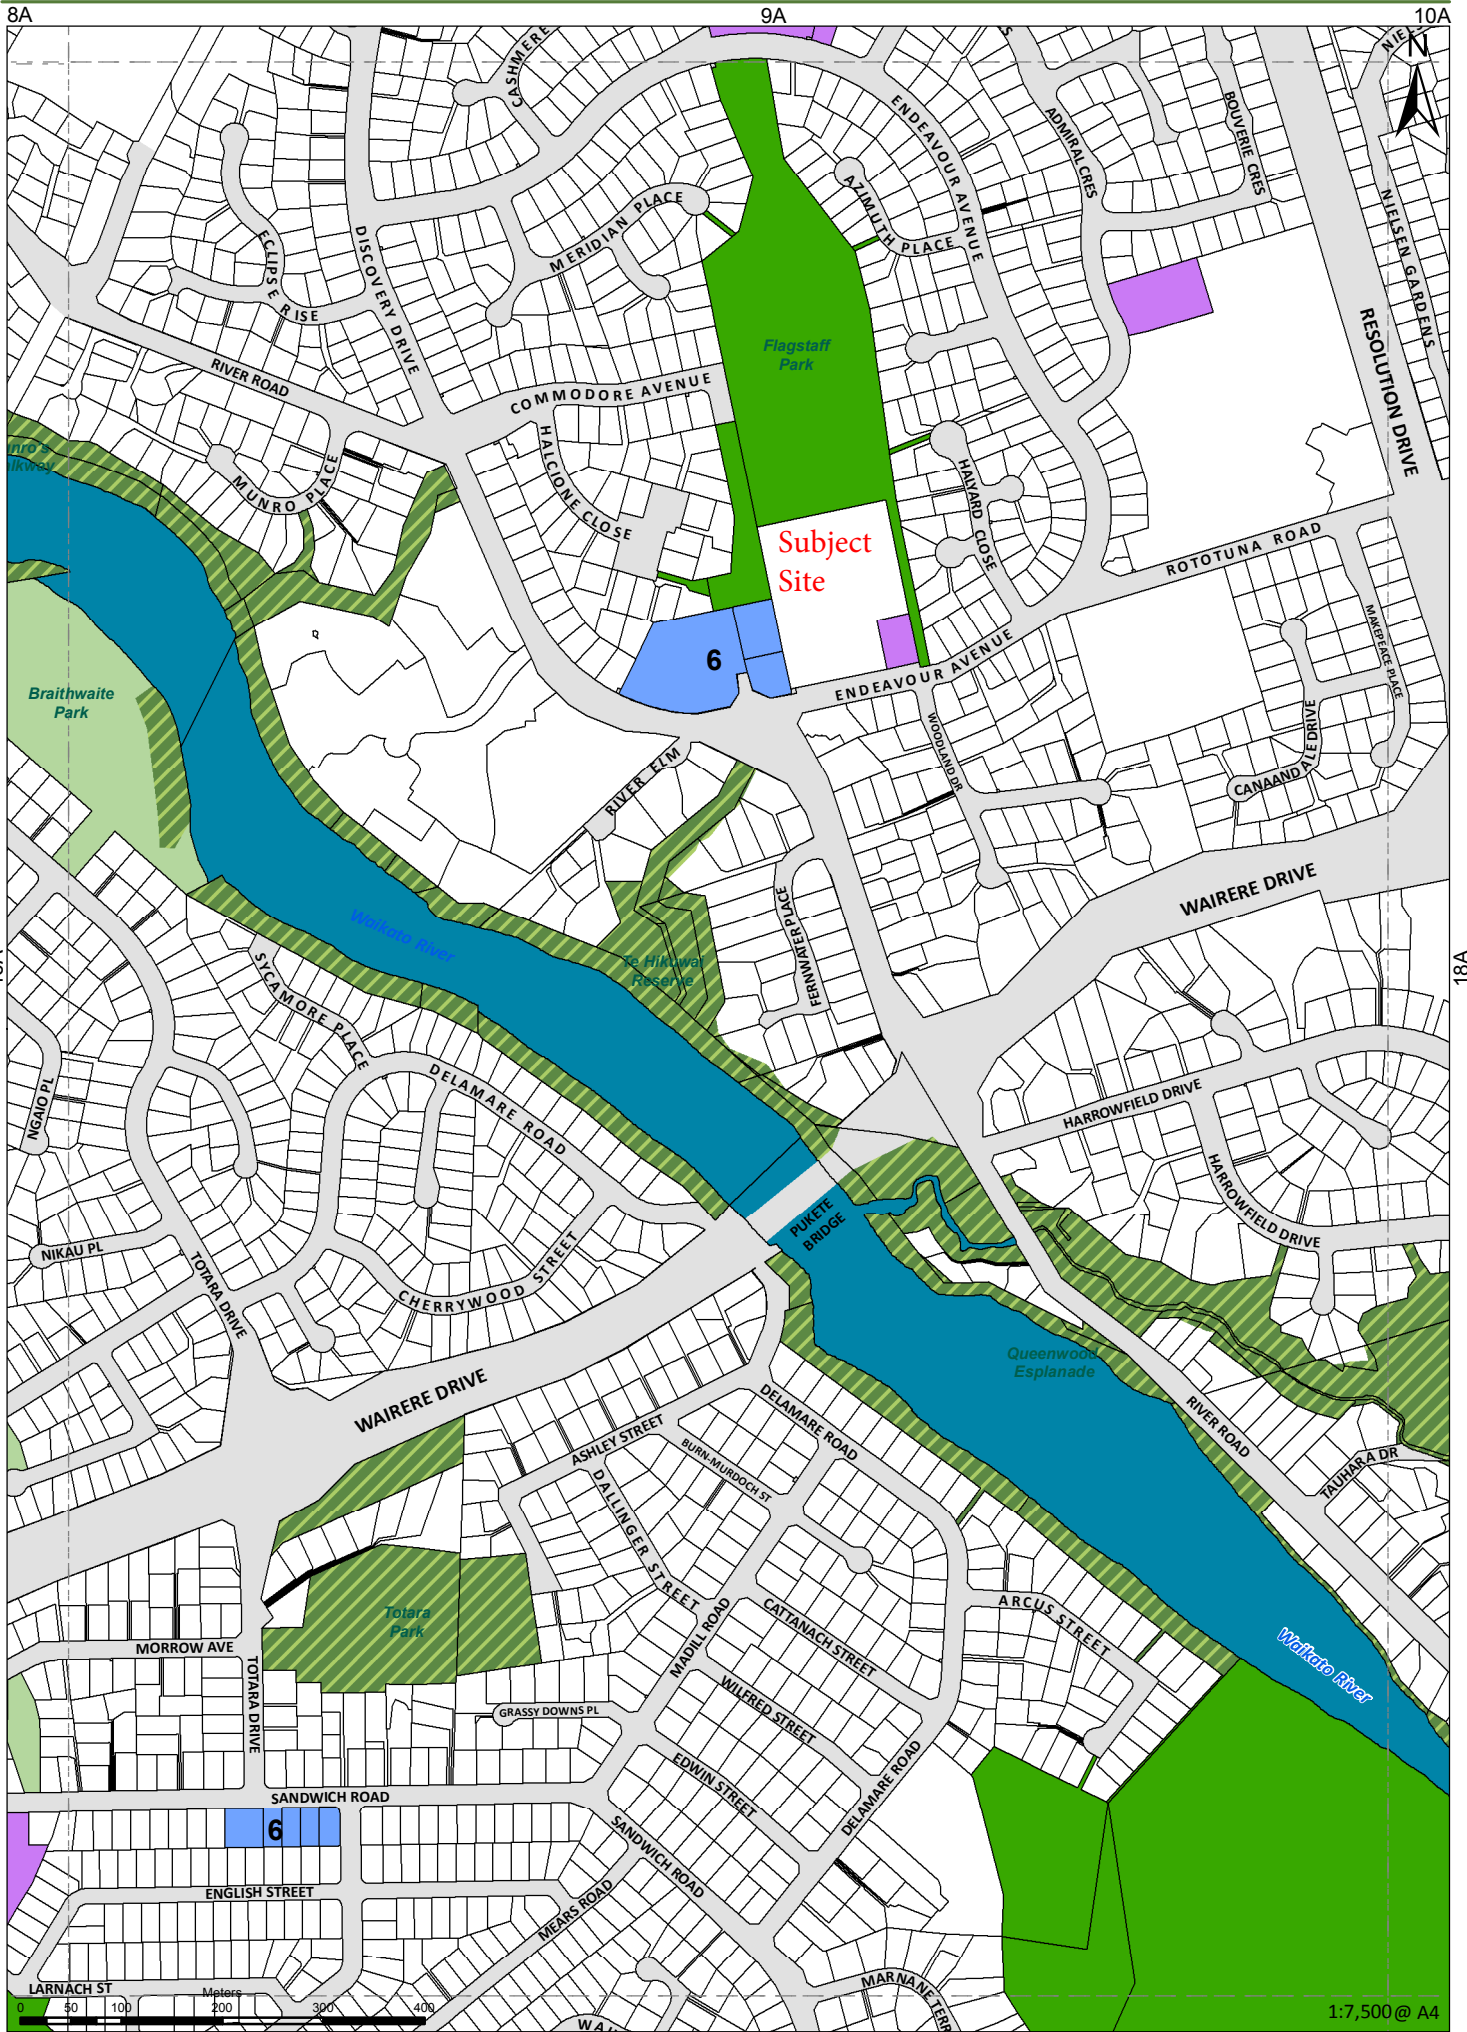 8A
9A
10A
N
CASHMERE
ENDEAVOUR AVENUE
ADMIRAL CRES
BOUVERIE CRES
NIELSEN GARDENS
AZIMUTH PLACE
MERIDIAN PLACE
ECLIPSE RISE
DISCOVERY DRIVE
RIVER ROAD
Flagstaff
Park
RESOLUTION DRIVE
COMMODORE AVENUE
HALCIONE CLOSE
MUNRO PLACE
HALYARD CLOSE
Subject
Site
ROTOTUNA ROAD
MAKEPEACE PLACE
6
ENDEAVOUR AVENUE
Braithwaite
Park
WOODLAND DR
RIVER ELM
CANAAN DALE DRIVE
WAIRERE DRIVE
FERNWATER PLACE
Waikato River
Te Hikuwai
Reserve
18A
SYCAMORE PLACE
DELAMARE ROAD
NGAIO PL
HARROWFIELD DRIVE
HARROWFIELD DRIVE
PUKETE
BRIDGE
NIKAU PL
TOTARA DRIVE
CHERRYWOOD STREET
Queenwood
Esplanade
WAIRERE DRIVE
DELAMARE ROAD
RIVER ROAD
ASHLEY STREET
BURN-MURDOCH ST
TAUHARA DR
DALLINGER STREET
Totara
Park
ARCUS STREET
CATTANACH STREET
MADILL ROAD
MORROW AVE
TOTARA DRIVE
WILFRED STREET
Waikato River
GRASSY DOWNS PL
EDWIN STREET
DELAMARE ROAD
SANDWICH ROAD
6
SANDWICH ROAD
ENGLISH STREET
MEARS ROAD
LARNACH ST
MARNANE TERR
Meters
0 50 100 200 300 400
1:7,500@ A4